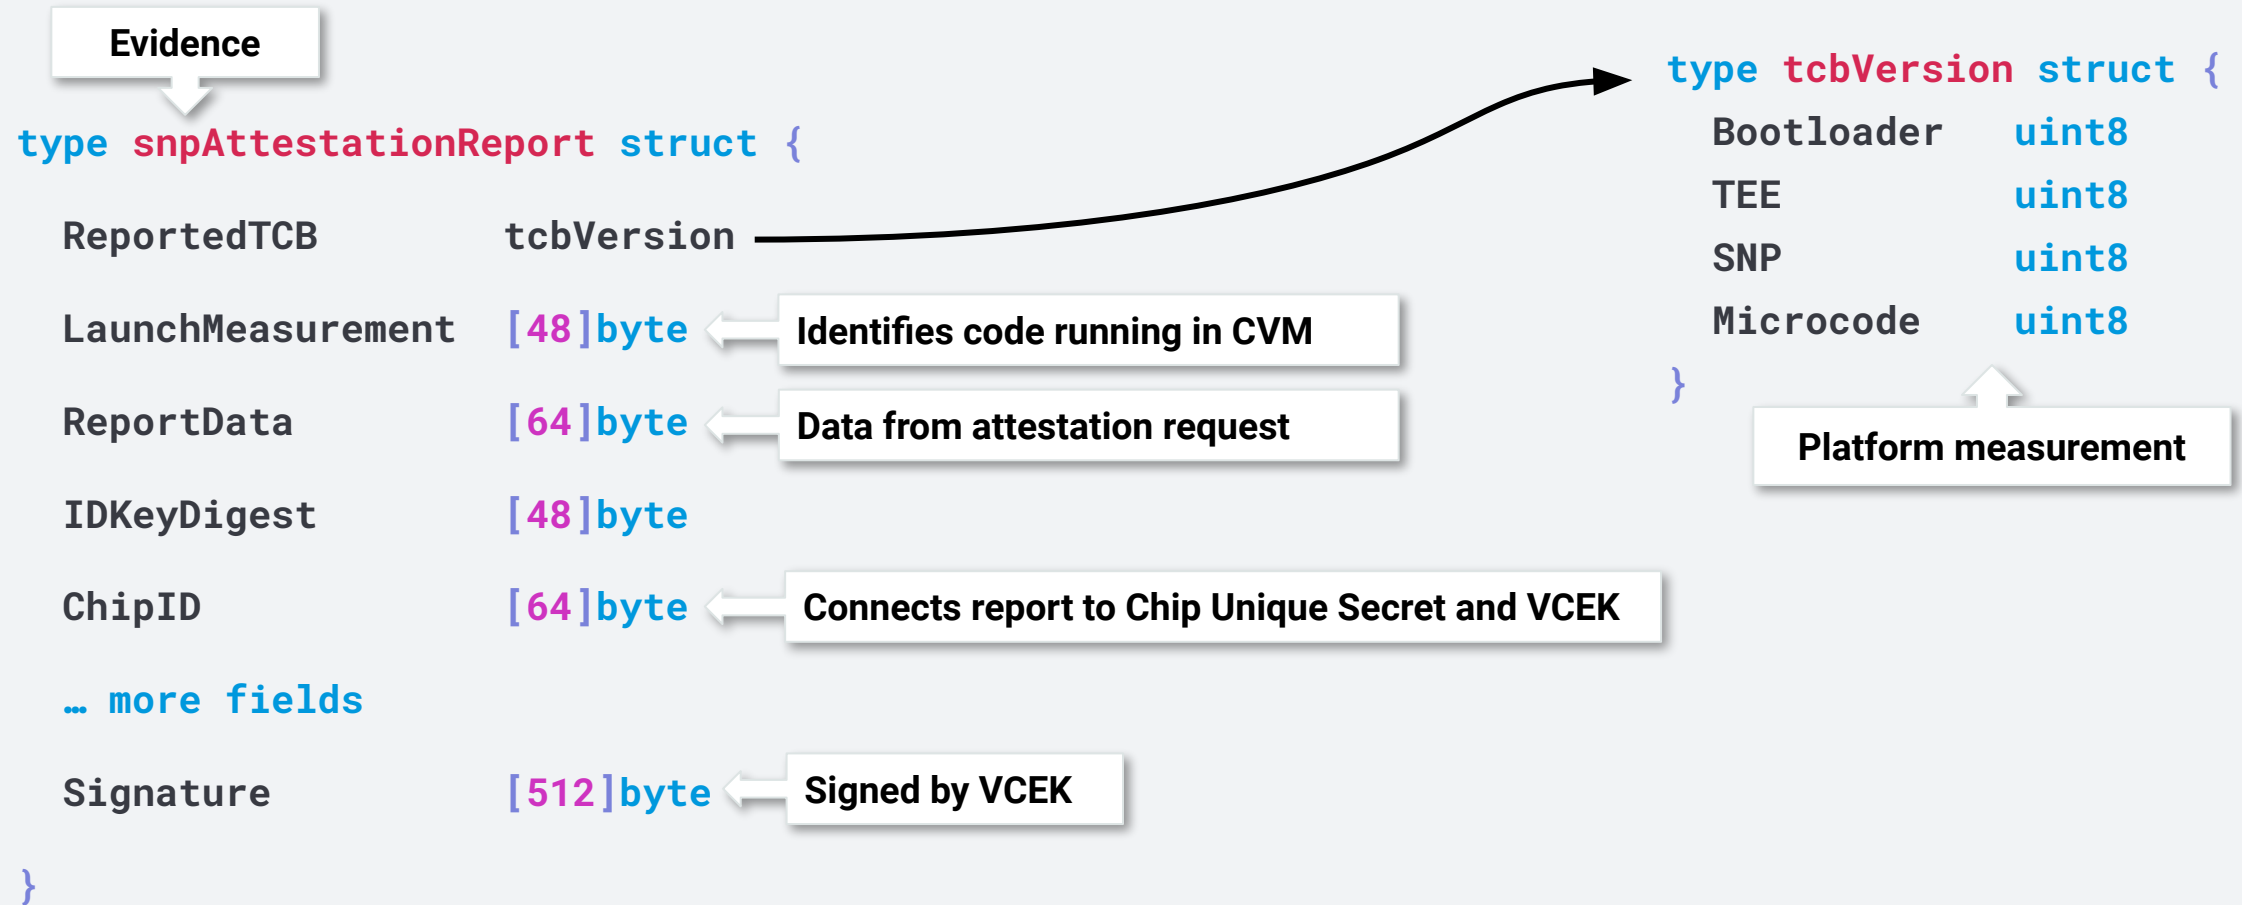 Evidence
type snpAttestationReport struct {
ReportedTCB tcbVersion
LaunchMeasurement [48]byte
Identifies code running in CVM
ReportData [64]byte
Data from attestation request
IDKeyDigest [48]byte
ChipID [64]byte
Connects report to Chip Unique Secret and VCEK
… more fields
Signature [512]byte
Signed by VCEK
}
type tcbVersion struct {
Bootloader uint8
TEE uint8
SNP uint8
Microcode uint8
}
Platform measurement